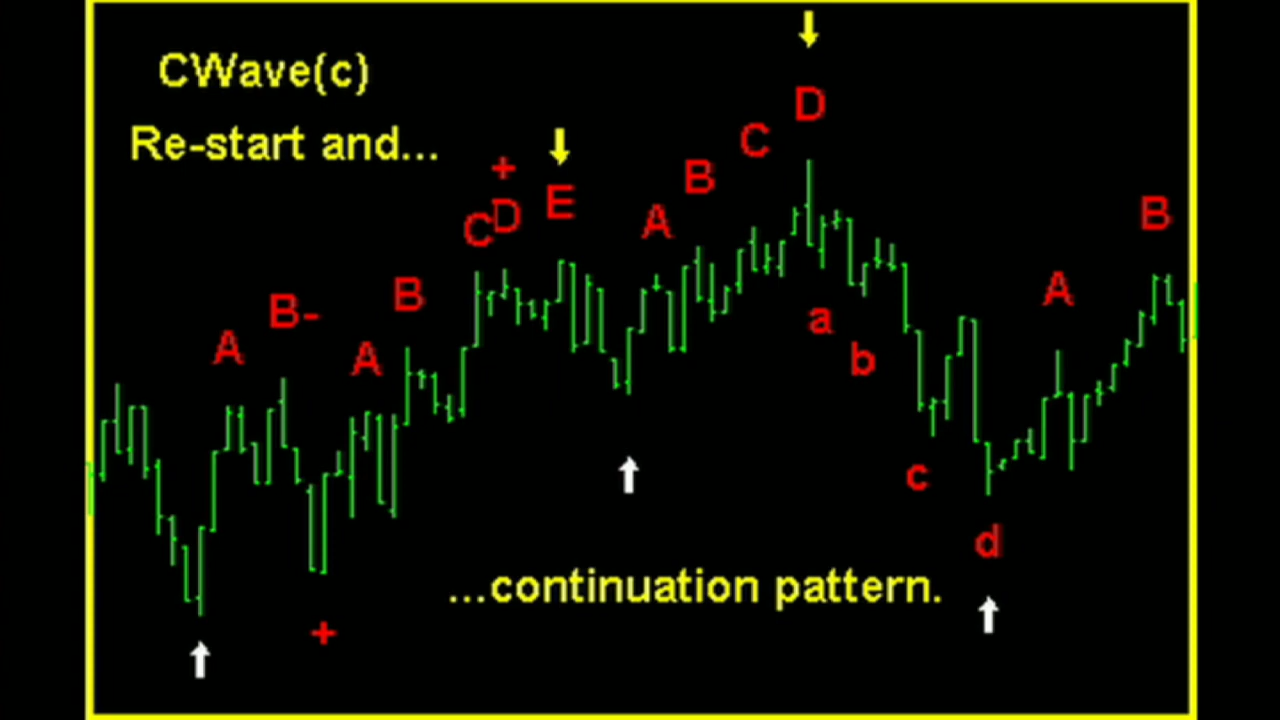 CWave(c)
Re-start and...
D
C
+
B
E
D
C
A
B
B
B-
A
B
A
A
a
b
c
d
...continuation pattern.
+